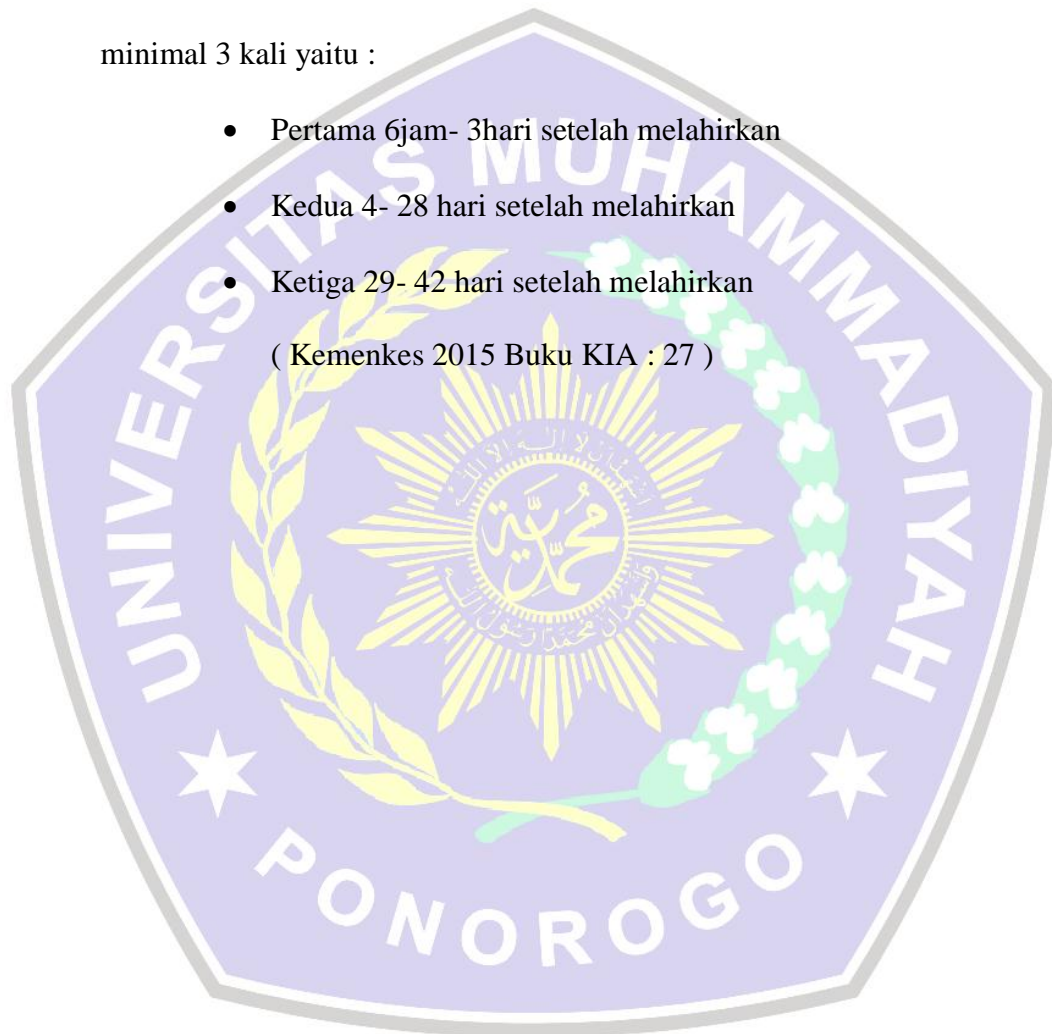 minimal 3 kali yaitu :
• Pertama 6jam- 3hari setelah melahirkan
• Kedua 4- 28 hari setelah melahirkan
• Ketiga 29- 42 hari setelah melahirkan
( Kemenkes 2015 Buku KIA : 27 )
UNIVERSITAS MUHAMMADIYAH
PONOROGO
محمدية